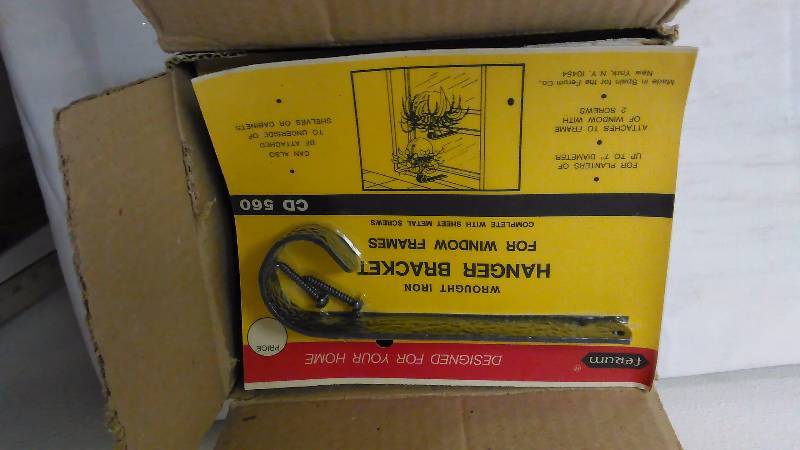 ferum®
DESIGNED FOR YOUR HOME
PRICE
WROUGHT IRON
HANGER BRACKET
FOR WINDOW FRAMES
COMPLETE WITH SHEET METAL SCREWS
CD 560
FOR PLANTERS OF
UP TO 7" DIAMETER
ATTACHES TO FRAME
OF WINDOW WITH
2 SCREWS
Made in Spain for the Ferum Co.
New York, N.Y. 10454
CAN ALSO
BE ATTACHED
TO UNDERSIDE OF
SHELVES OR CABINETS